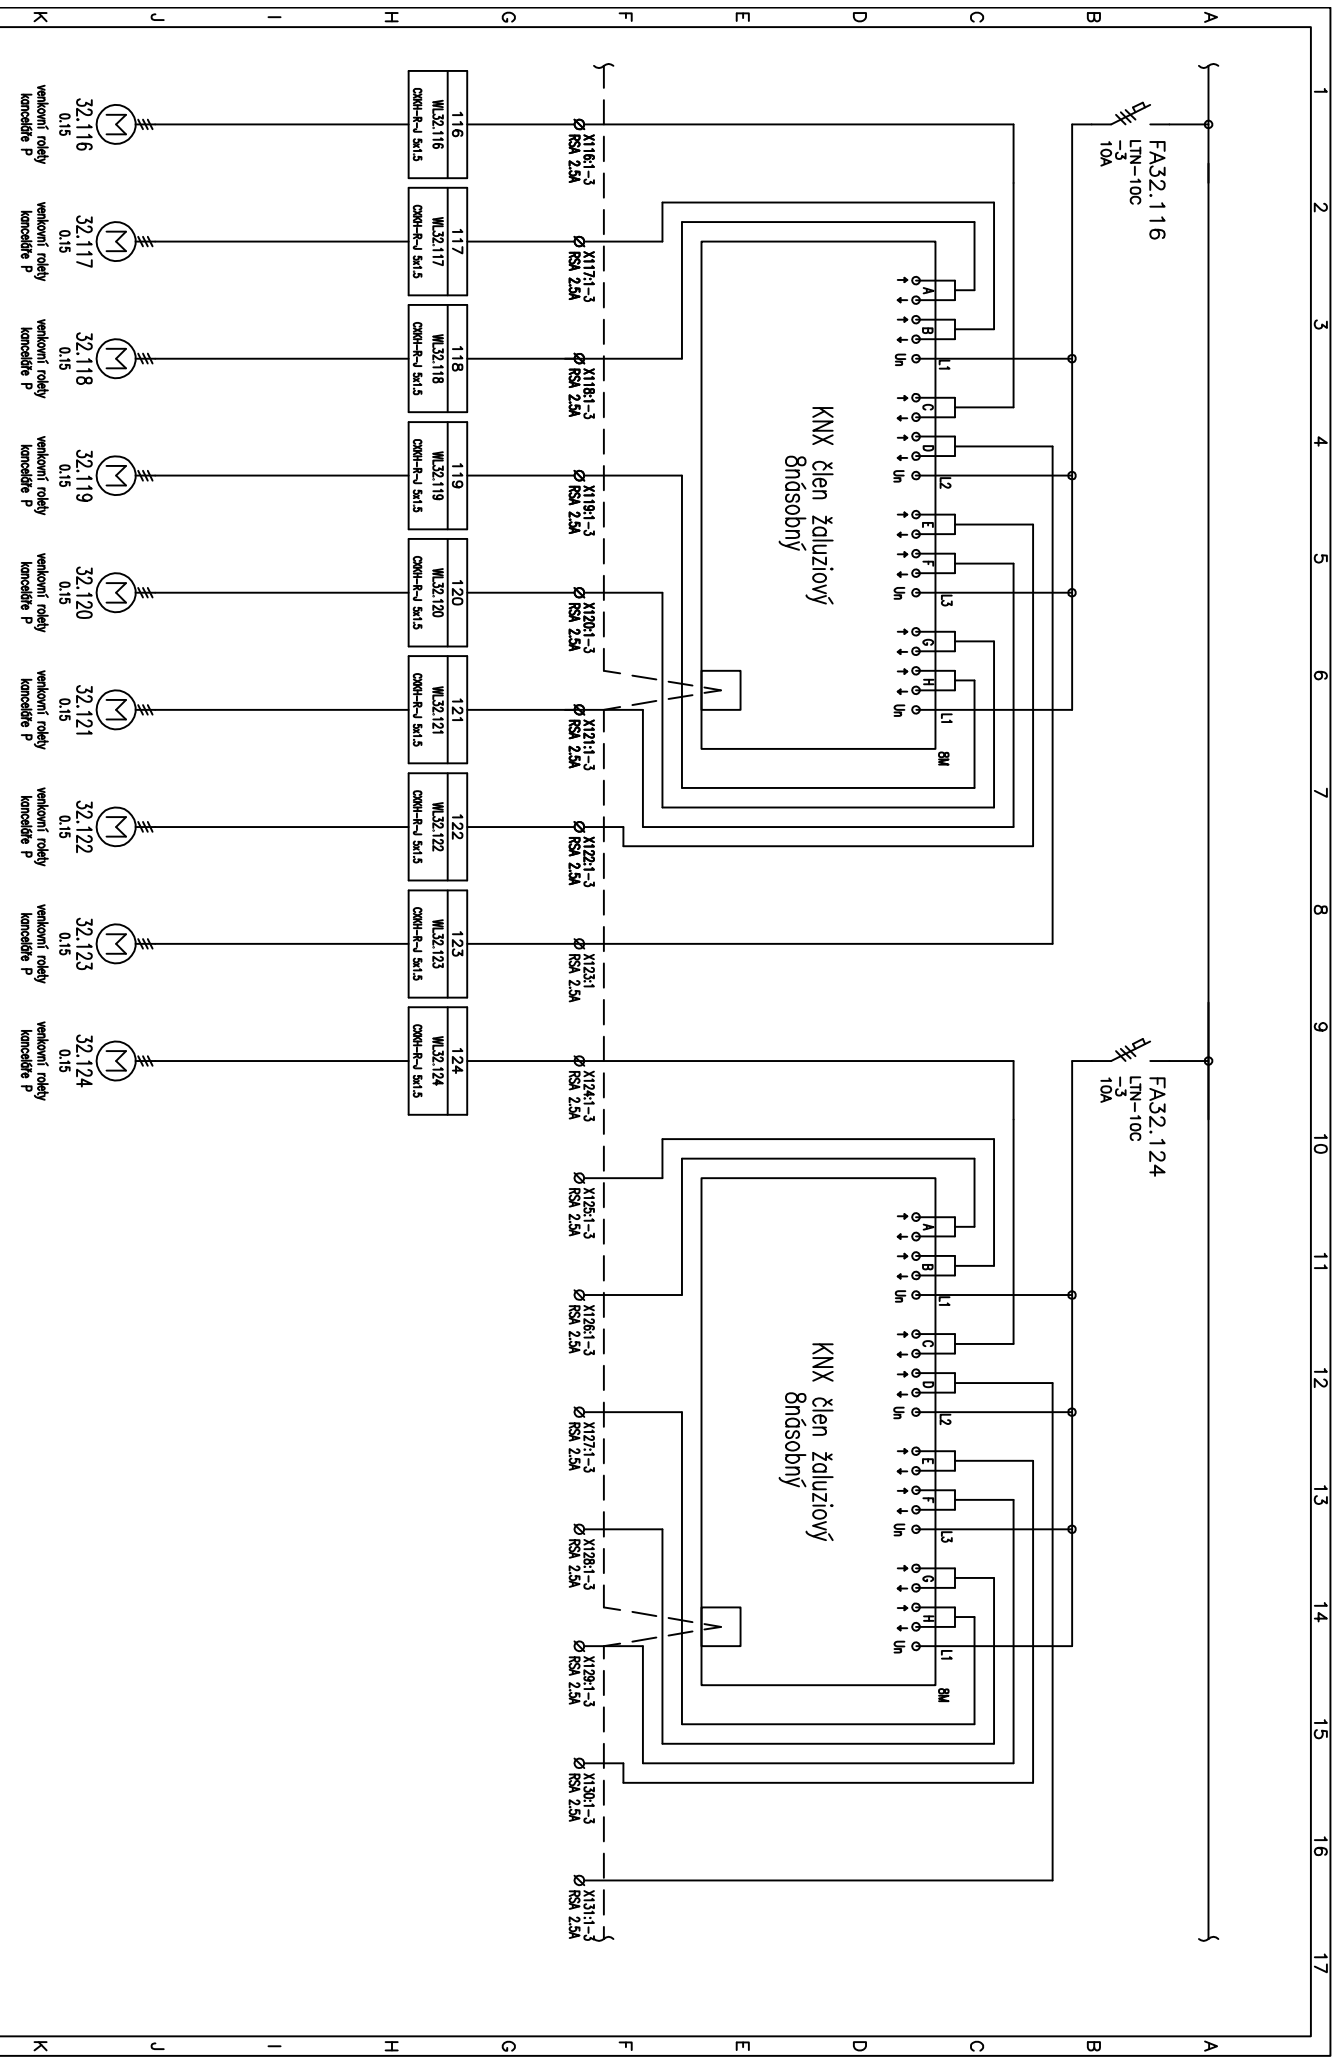 1 2 3 4 5 6 7 8 9 10 11 12 13 14 15 16 17
A
B
C
D
E
F
G
H
I
J
K
A
B
C
D
E
F
G
H
I
J
K
FA32.116
LTN-10C
-3
10A
FA32.124
LTN-10C
-3
10A
L1 L2 L3 L1 8M
A B C D E F G H
Un Un Un Un
KNX člen žaluziový
8násobný
L1 L2 L3 L1 8M
A B C D E F G H
Un Un Un Un
KNX člen žaluziový
8násobný
X116:1-3
RSA 2.5A
X117:1-3
RSA 2.5A
X118:1-3
RSA 2.5A
X119:1-3
RSA 2.5A
X120:1-3
RSA 2.5A
X121:1-3
RSA 2.5A
X122:1-3
RSA 2.5A
X123:1
RSA 2.5A
X124:1-3
RSA 2.5A
X125:1-3
RSA 2.5A
X126:1-3
RSA 2.5A
X127:1-3
RSA 2.5A
X128:1-3
RSA 2.5A
X129:1-3
RSA 2.5A
X130:1-3
RSA 2.5A
X131:1-3
RSA 2.5A
116
WL32.116
CXKH-R-J 5x1.5
117
WL32.117
CXKH-R-J 5x1.5
118
WL32.118
CXKH-R-J 5x1.5
119
WL32.119
CXKH-R-J 5x1.5
120
WL32.120
CXKH-R-J 5x1.5
121
WL32.121
CXKH-R-J 5x1.5
122
WL32.122
CXKH-R-J 5x1.5
123
WL32.123
CXKH-R-J 5x1.5
124
WL32.124
CXKH-R-J 5x1.5
M
32.116
0.15
venkovní rolety
kanceláře P
M
32.117
0.15
venkovní rolety
kanceláře P
M
32.118
0.15
venkovní rolety
kanceláře P
M
32.119
0.15
venkovní rolety
kanceláře P
M
32.120
0.15
venkovní rolety
kanceláře P
M
32.121
0.15
venkovní rolety
kanceláře P
M
32.122
0.15
venkovní rolety
kanceláře P
M
32.123
0.15
venkovní rolety
kanceláře P
M
32.124
0.15
venkovní rolety
kanceláře P